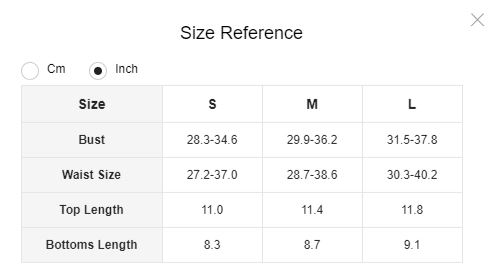 Size Reference
Cm Inch
Size S M L
Bust 28.3-34.6 29.9-36.2 31.5-37.8
Waist Size 27.2-37.0 28.7-38.6 30.3-40.2
Top Length 11.0 11.4 11.8
Bottoms Length 8.3 8.7 9.1